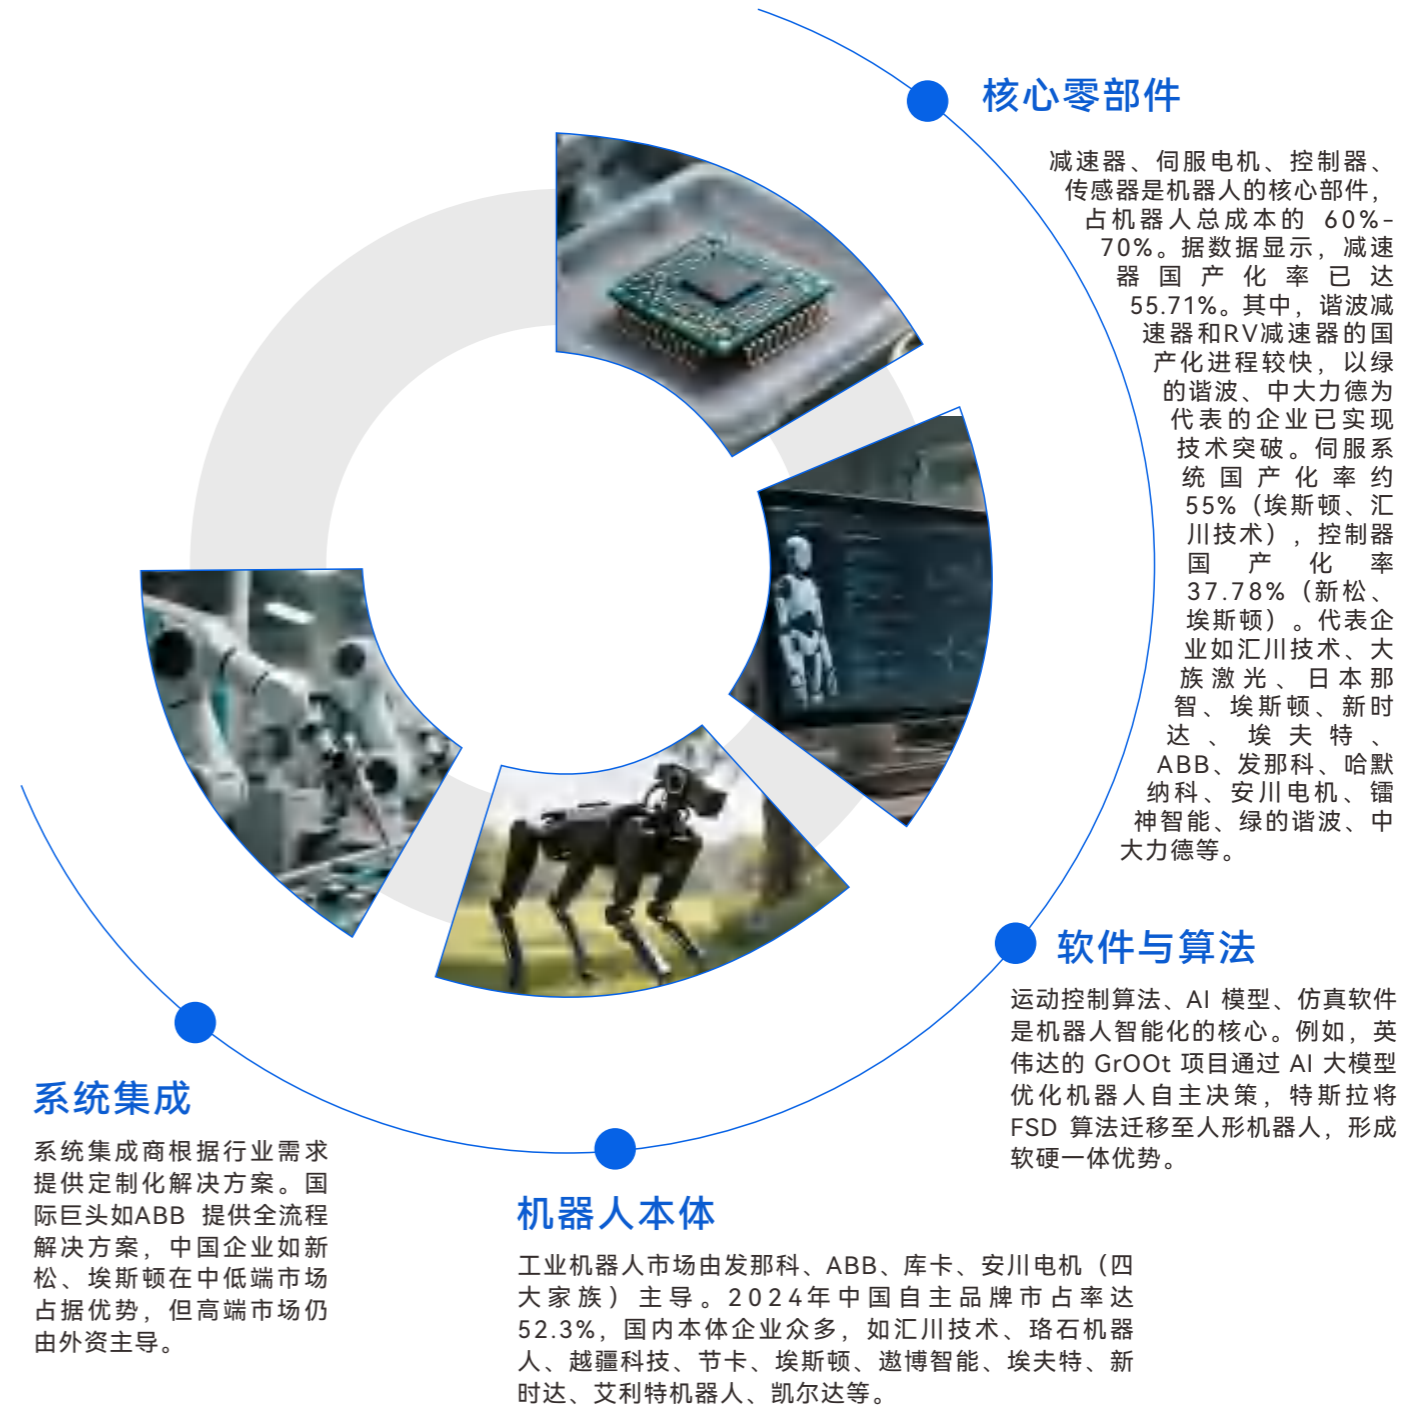 核心零部件
减速器、伺服电机、控制器、
传感器是机器人的核心部件，
占机器人总成本的 60%-
70%。据数据显示，减速
器国产化率已达
55.71%。其中，谐波减
速器和RV减速器的国
产化进程较快，以绿
的谐波、中大力德为
代表的企业已实现
技术突破。伺服系
统国产化率约
55%（埃斯顿、汇
川技术），控制器
国产化率
37.78%（新松、
埃斯顿）。代表企
业如汇川技术、大
族激光、日本那
智、埃斯顿、新时
达、埃夫特、
ABB、发那科、哈默
纳科、安川电机、镭
神智能、绿的谐波、中
大力德等。
软件与算法
运动控制算法、AI 模型、仿真软件
是机器人智能化的核心。例如，英
伟达的 GrOOt 项目通过 AI 大模型
优化机器人自主决策，特斯拉将
FSD 算法迁移至人形机器人，形成
软硬一体优势。
机器人本体
工业机器人市场由发那科、ABB、库卡、安川电机（四
大家族）主导。2024年中国自主品牌市占率达
52.3%，国内本体企业众多，如汇川技术、珞石机器
人、越疆科技、节卡、埃斯顿、遨博智能、埃夫特、新
时达、艾利特机器人、凯尔达等。
系统集成
系统集成商根据行业需求
提供定制化解决方案。国
际巨头如ABB 提供全流程
解决方案，中国企业如新
松、埃斯顿在中低端市场
占据优势，但高端市场仍
由外资主导。